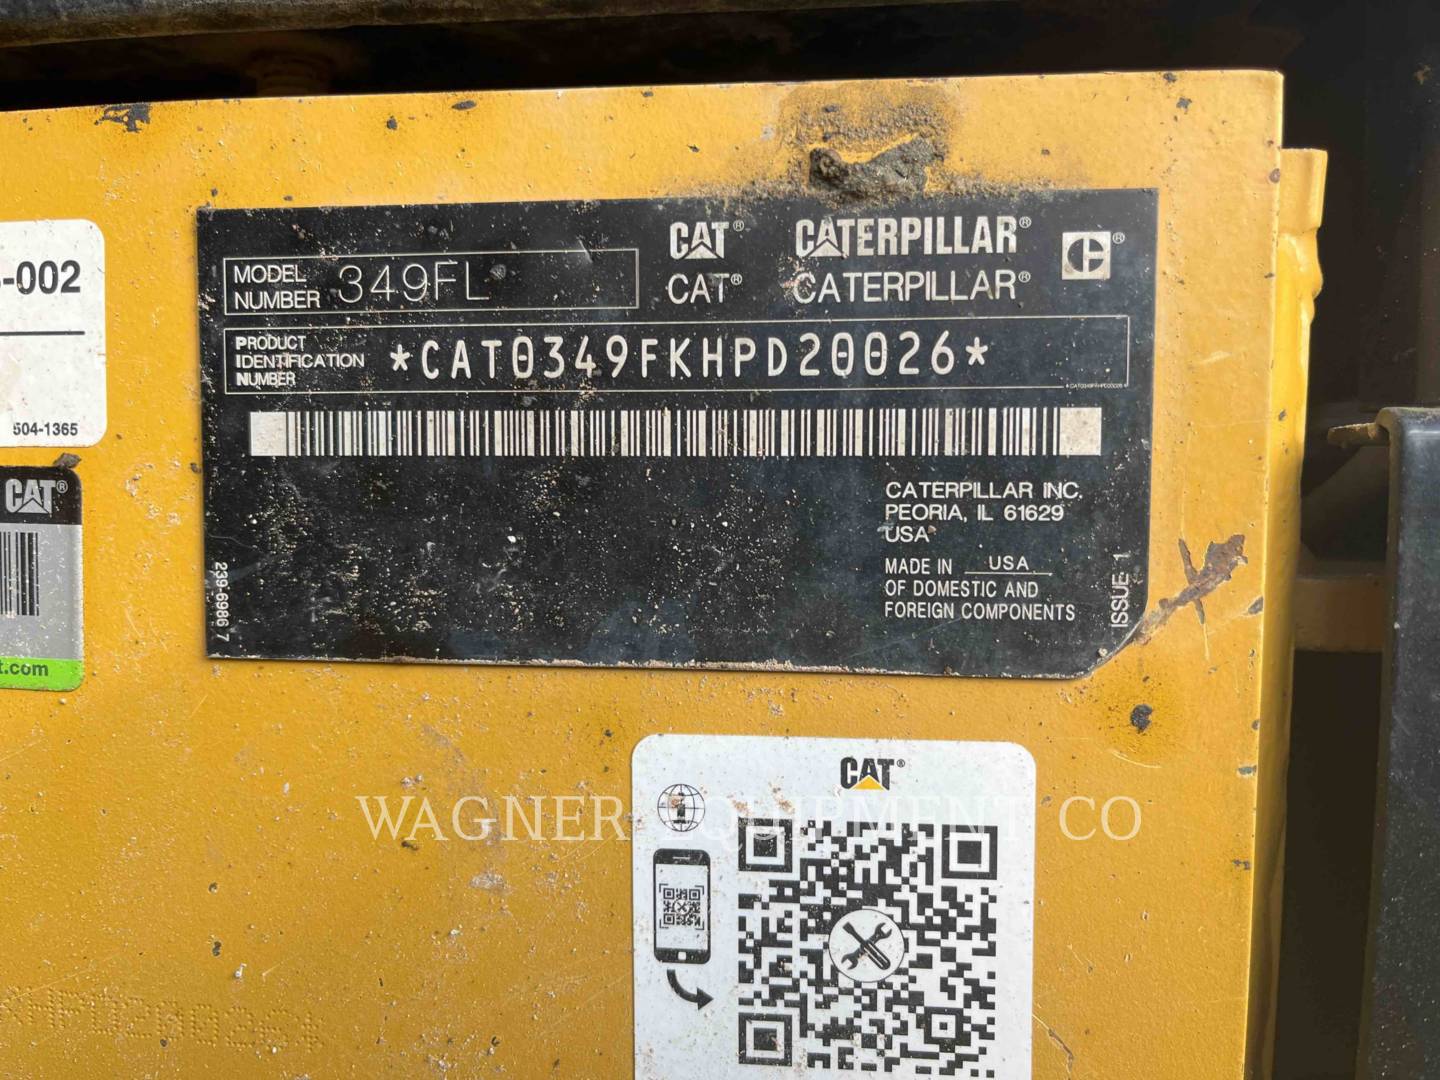 -002
504-1365
CAT®
t.com
CAT® CATERPILLAR®
CAT® CATERPILLAR®
®
MODEL
NUMBER
349FL
PRODUCT
IDENTIFICATION
NUMBER
*CAT0349FKHPD20026*
CATERPILLAR INC.
PEORIA, IL 61629
USA
MADE IN USA
OF DOMESTIC AND
FOREIGN COMPONENTS
239-6986 7
ISSUE 1
CAT®
WAGNER EQUIPMENT CO
HPD20026*